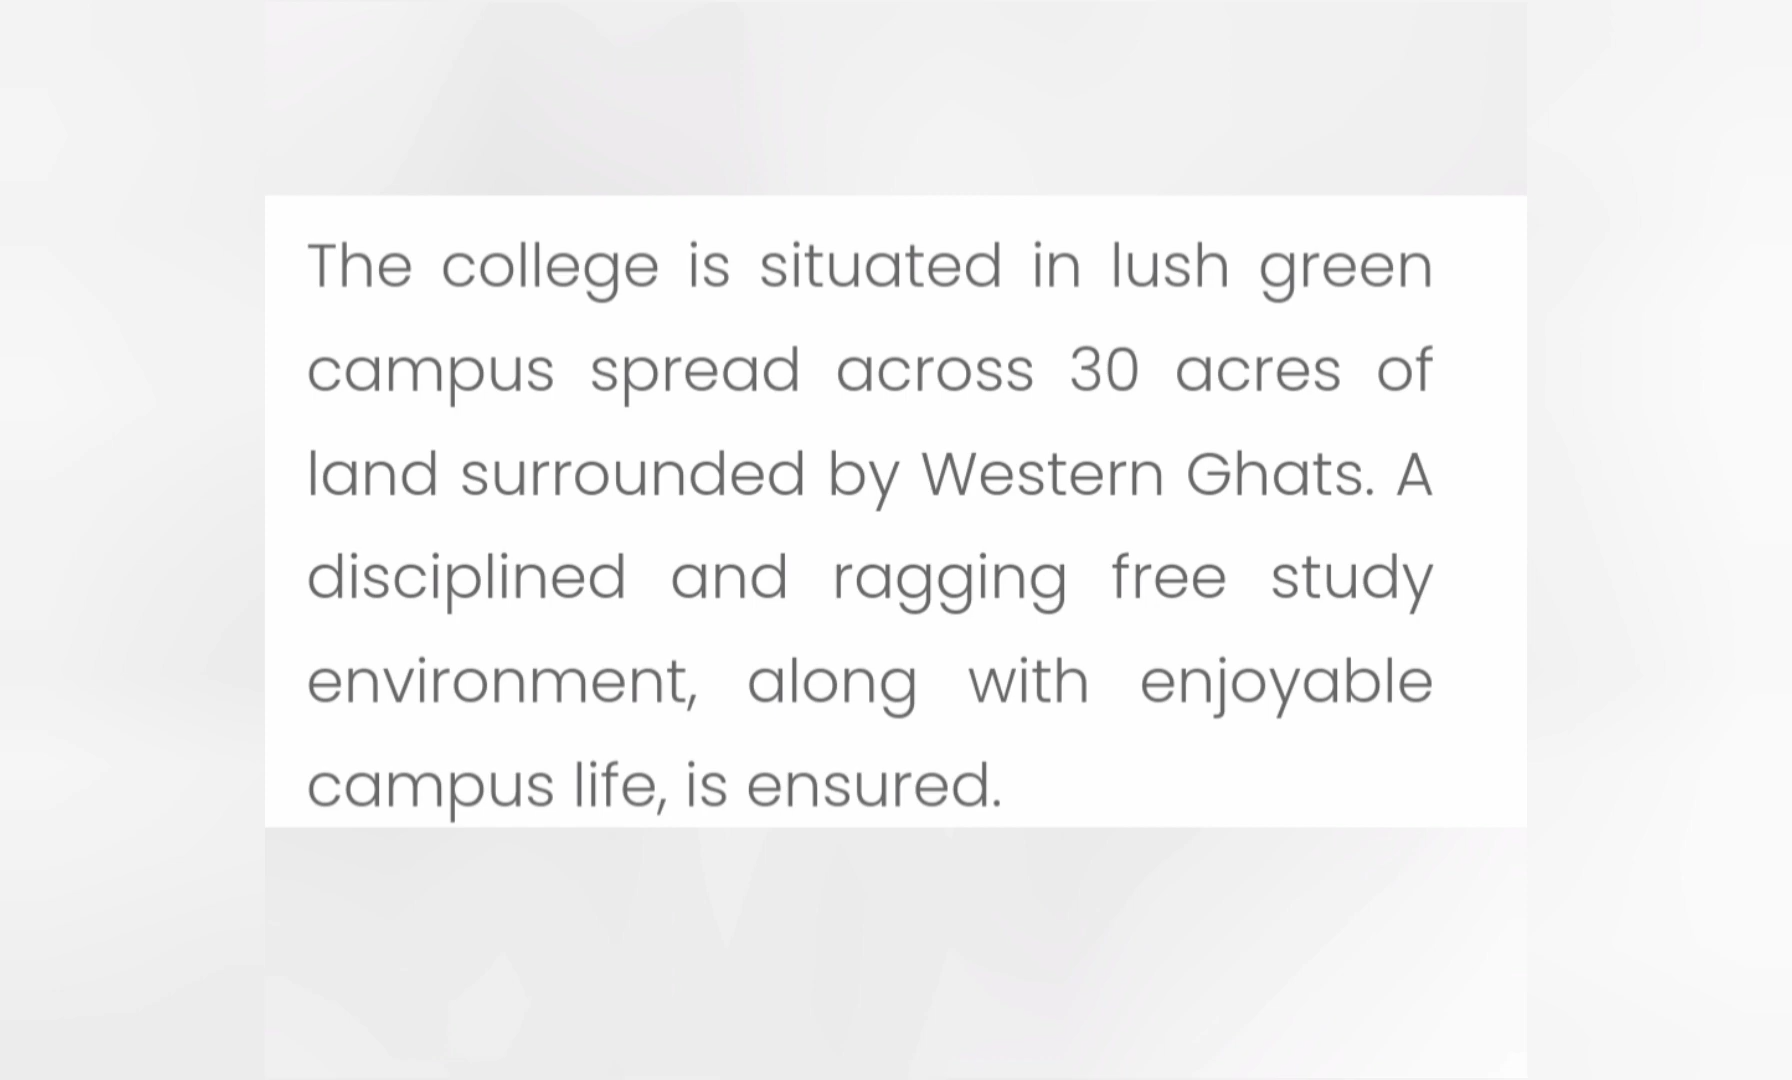 The college is situated in lush green
campus spread across 30 acres of
land surrounded by Western Ghats. A
disciplined and ragging free study
environment, along with enjoyable
campus life, is ensured.